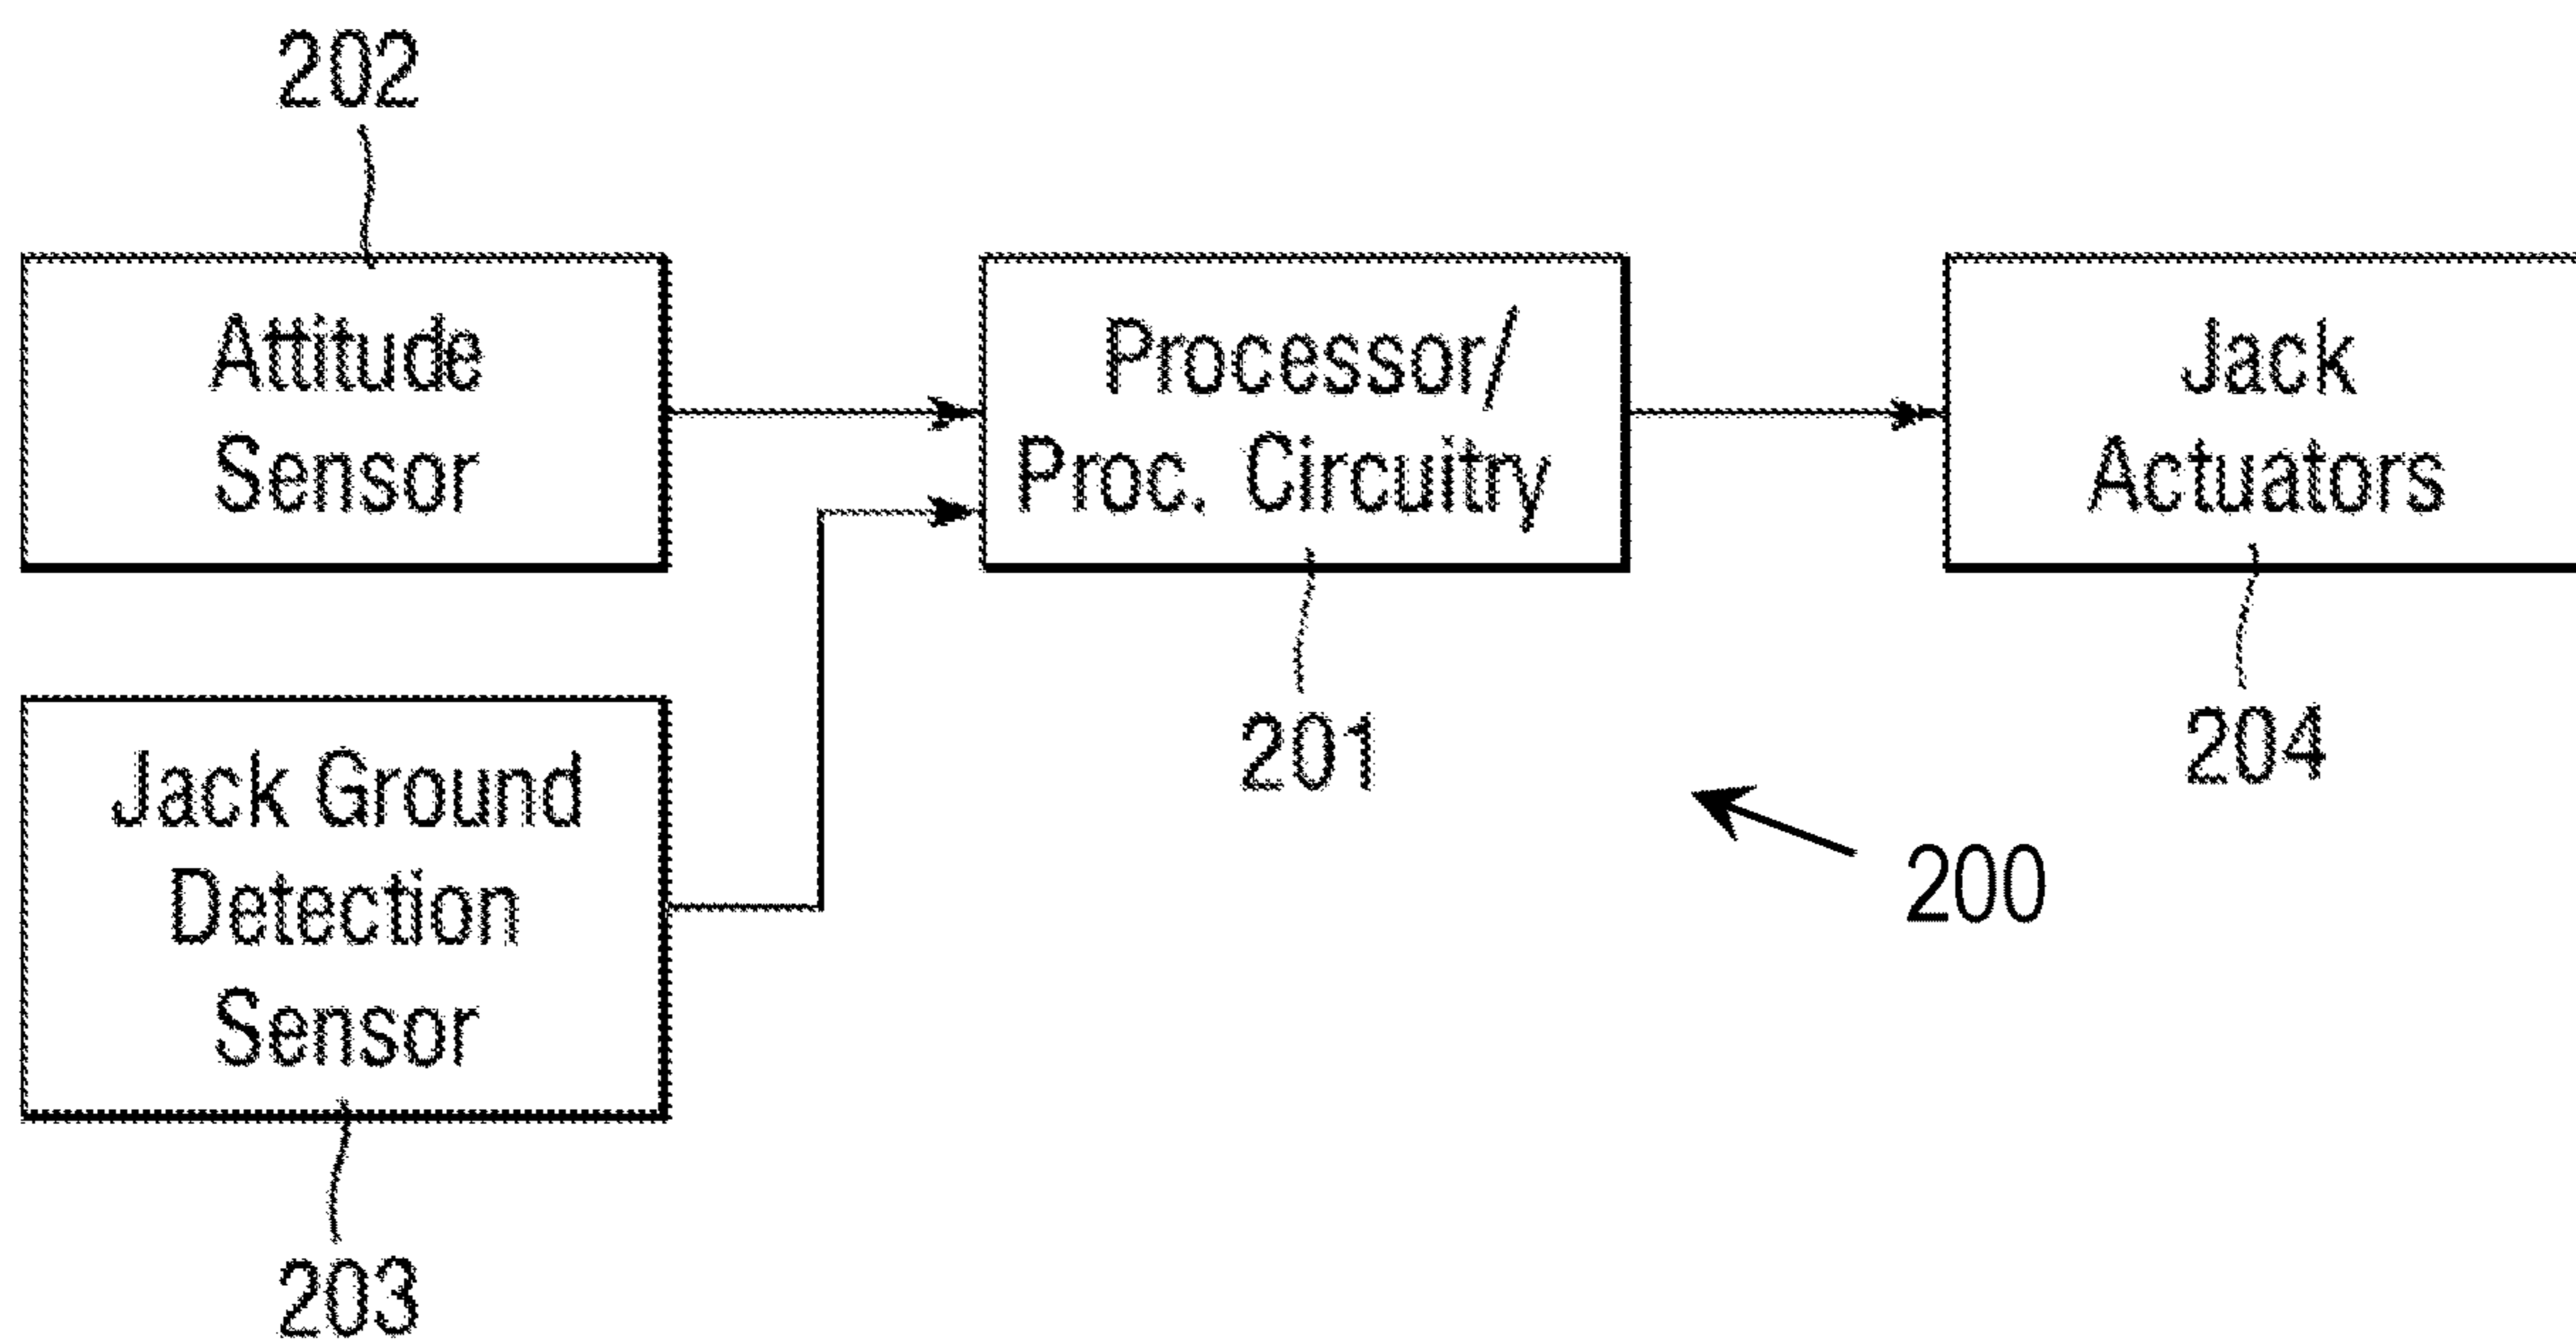 202
Attitude
Sensor
Processor/
Proc. Circuitry
Jack
Actuators
201
204
200
Jack Ground
Detection
Sensor
203